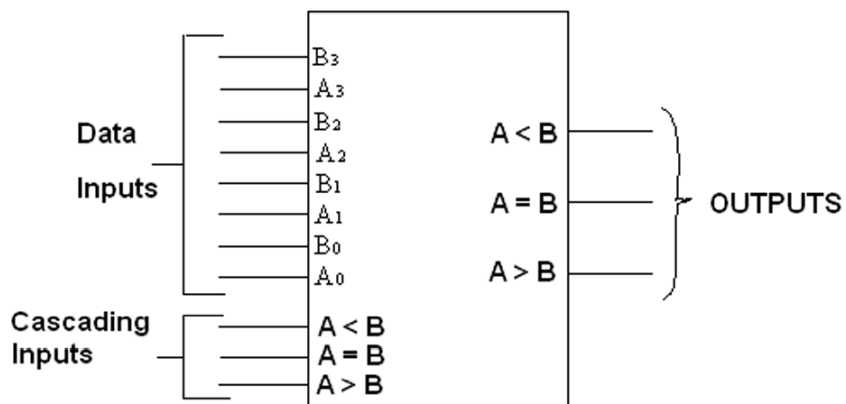 Data
Inputs
B₃
A₃
B₂
A₂
B₁
A₁
B₀
A₀
Cascading
Inputs
A < B
A = B
A > B
A < B
A = B
A > B
OUTPUTS